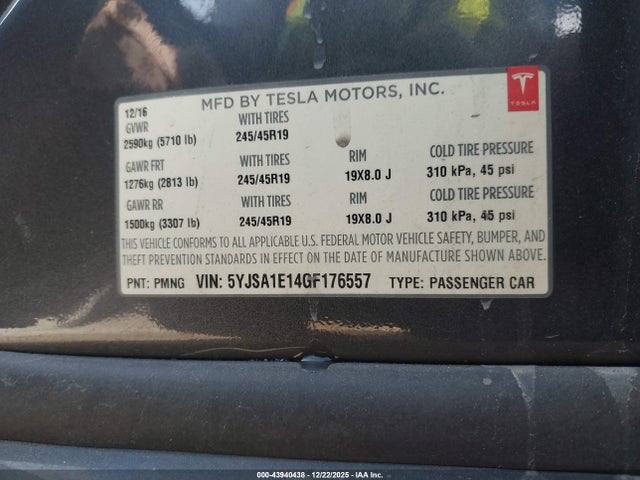 MFD BY TESLA MOTORS, INC.
TESLA
12/16
GVWR WITH TIRES
2590kg (5710 lb) 245/45R19
GAWR FRT WITH TIRES RIM COLD TIRE PRESSURE
1276kg (2813 lb) 245/45R19 19X8.0 J 310 kPa, 45 psi
GAWR RR WITH TIRES RIM COLD TIRE PRESSURE
1500kg (3307 lb) 245/45R19 19X8.0 J 310 kPa, 45 psi
THIS VEHICLE CONFORMS TO ALL APPLICABLE U.S. FEDERAL MOTOR VEHICLE SAFETY, BUMPER, AND
THEFT PREVENTION STANDARDS IN EFFECT ON THE DATE OF MANUFACTURE SHOWN ABOVE.
PNT: PMNG VIN: 5YJSA1E14GF176557 TYPE: PASSENGER CAR
000-43940438 - 12/22/2025 - IAA Inc.